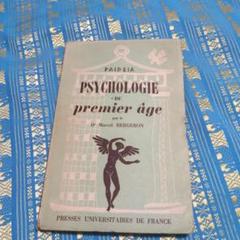 PAIDEIA
PSYCHOLOGIE
DU
premier âge
par le
Dr Marcel BERGERON
PRESSES UNIVERSITAIRES DE FRANCE